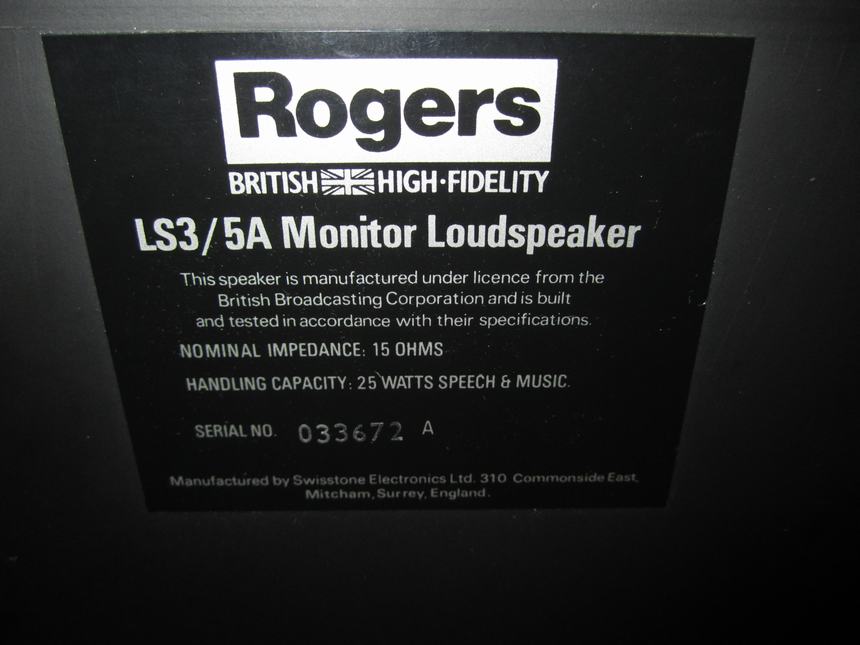 Rogers
BRITISH HIGH·FIDELITY
LS3/5A Monitor Loudspeaker
This speaker is manufactured under licence from the
British Broadcasting Corporation and is built
and tested in accordance with their specifications.
NOMINAL IMPEDANCE: 15 OHMS
HANDLING CAPACITY: 25 WATTS SPEECH & MUSIC.
SERIAL NO. 033672 A
Manufactured by Swisstone Electronics Ltd. 310 Commonside East,
Mitcham, Surrey, England.